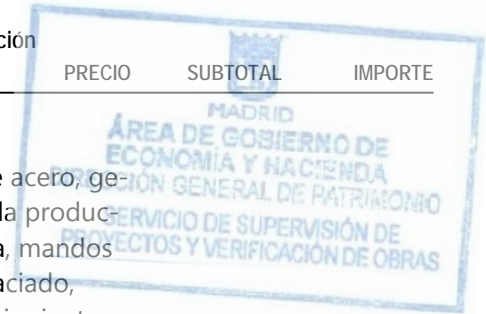 ción
PRECIO SUBTOTAL IMPORTE
MADRID
ÁREA DE GOBIERNO DE
ECONOMÍA Y HACIENDA
DIRECCIÓN GENERAL DE PATRIMONIO
SERVICIO DE SUPERVISIÓN DE
PROYECTOS Y VERIFICACIÓN DE OBRAS
e acero, ge-
la produc-
a, mandos
aciado,